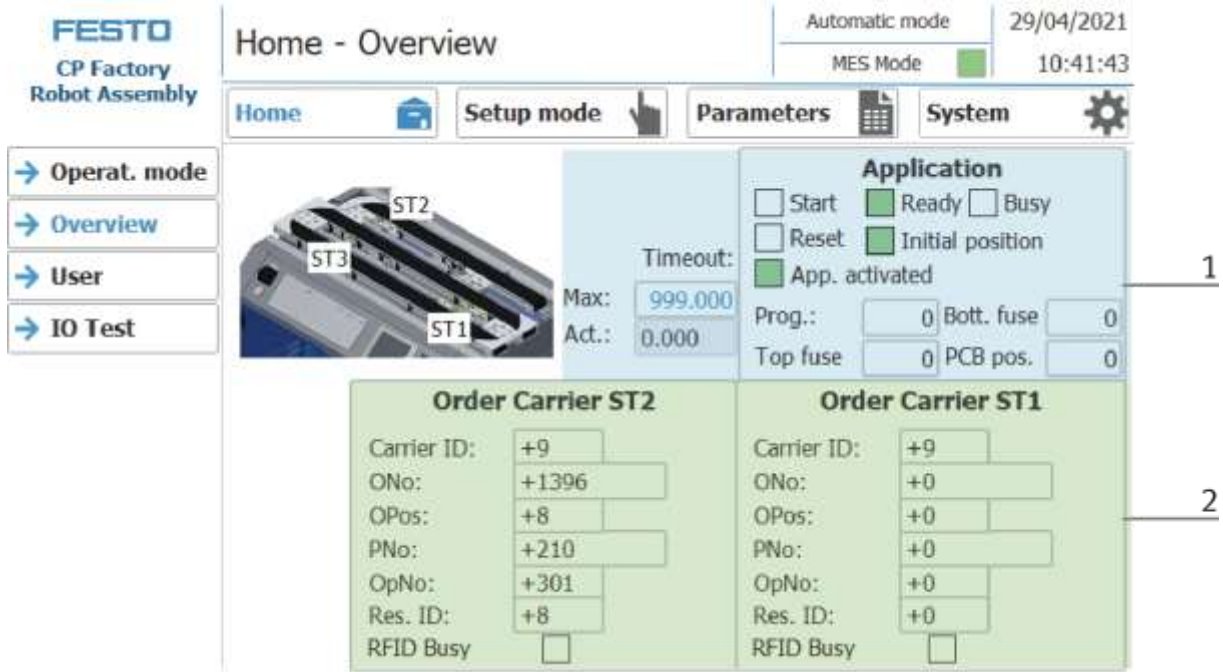 FESTO
CP Factory
Robot Assembly
Home - Overview
Automatic mode
MES Mode
29/04/2021
10:41:43
Home
Setup mode
Parameters
System
Operat. mode
Overview
User
IO Test
ST2
ST3
ST1
Timeout:
Max: 999.000
Act.: 0.000
Application
Start Ready Busy
Reset Initial position
App. activated
Prog.: 0 Bott. fuse 0
Top fuse 0 PCB pos. 0
1
Order Carrier ST2
Carrier ID: +9
ONo: +1396
OPos: +8
PNo: +210
OpNo: +301
Res. ID: +8
RFID Busy
Order Carrier ST1
Carrier ID: +9
ONo: +0
OPos: +0
PNo: +0
OpNo: +0
Res. ID: +0
RFID Busy
2